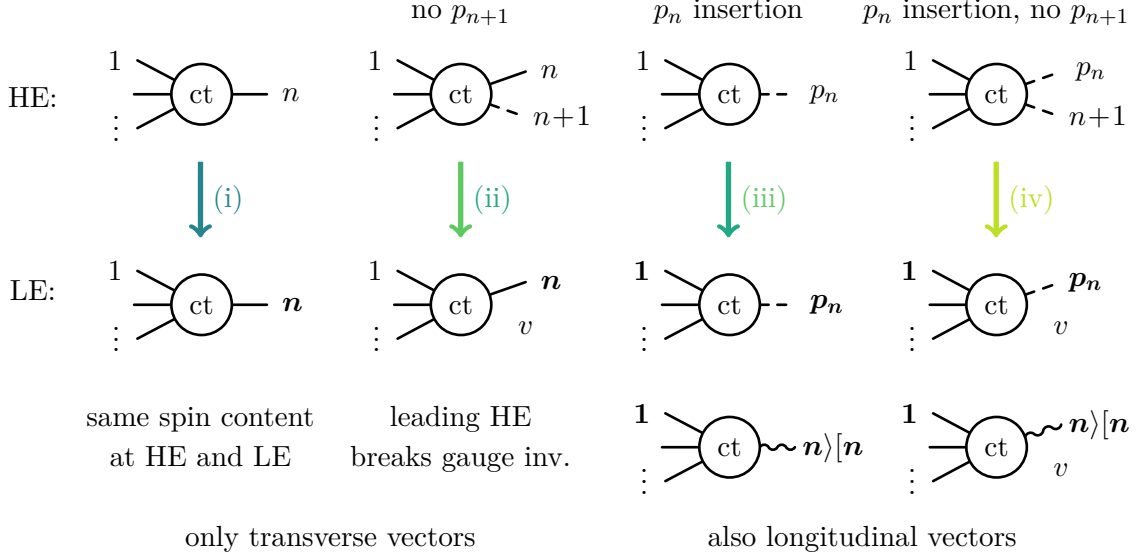 no p_{n+1}
p_n insertion
p_n insertion, no p_{n+1}
HE:
1
ct
n
⋮
1
ct
n
n+1
⋮
1
ct
p_n
⋮
1
ct
p_n
n+1
⋮
(i)
(ii)
(iii)
(iv)
LE:
1
ct
n
⋮
1
ct
n
v
⋮
1
ct
p_n
⋮
1
ct
p_n
v
⋮
same spin content
at HE and LE
leading HE
breaks gauge inv.
1
ct
n⟩[n
⋮
1
ct
n⟩[n
v
⋮
only transverse vectors
also longitudinal vectors